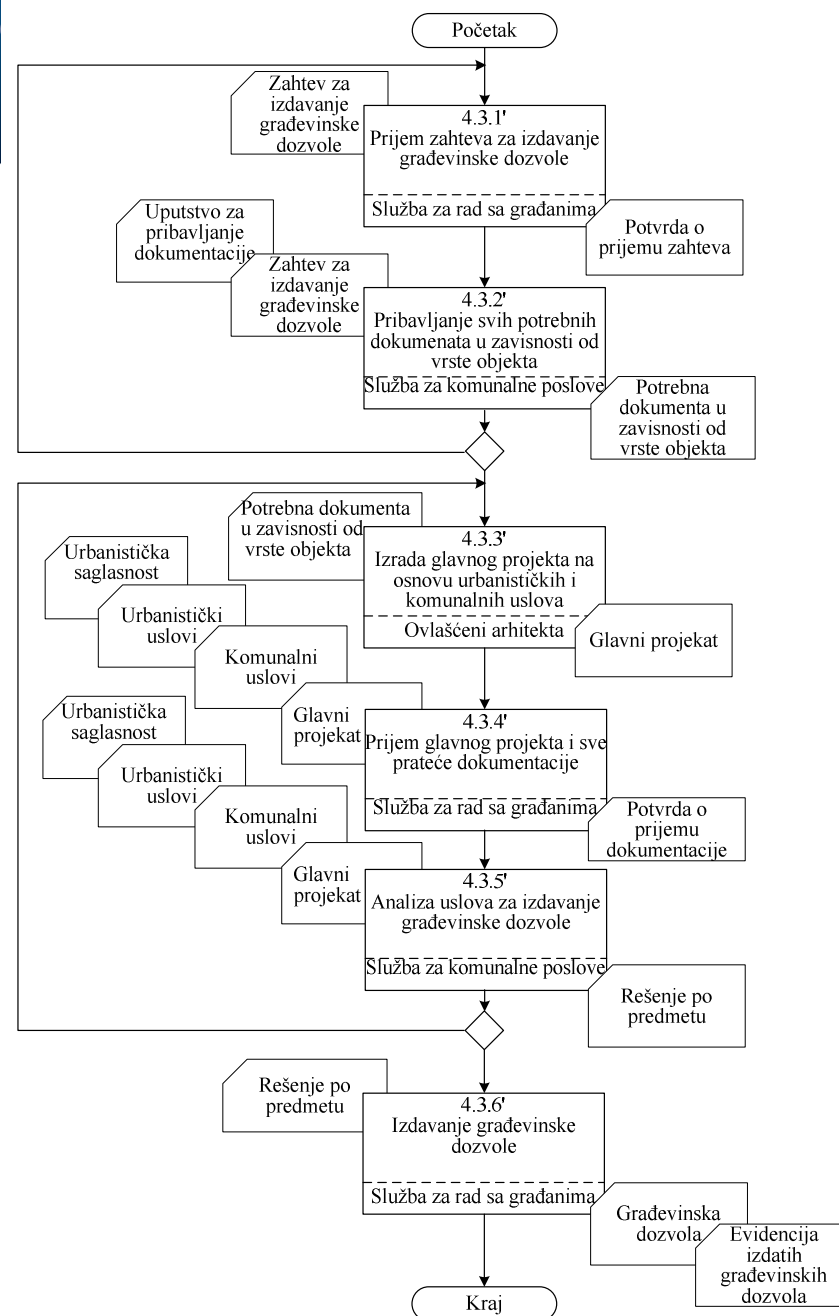 Početak
Zahtev za
izdavanje
građevinske
dozvole
4.3.1'
Prijem zahteva za izdavanje
građevinske dozvole
Služba za rad sa građanima
Potvrda o
prijemu zahteva
Uputstvo za
pribavljanje
dokumentacije
Zahtev za
izdavanje
građevinske
dozvole
4.3.2'
Pribavljanje svih potrebnih
dokumenata u zavisnosti od
vrste objekta
Služba za komunalne poslove
Potrebna
dokumenta u
zavisnosti od
vrste objekta
Potrebna dokumenta
u zavisnosti od
vrste objekta
4.3.3'
Izrada glavnog projekta na
osnovu urbanističkih i
komunalnih uslova
Ovlašćeni arhitekta
Glavni projekat
Urbanistička
saglasnost
Urbanistički
uslovi
Komunalni
uslovi
Glavni
projekat
4.3.4'
Prijem glavnog projekta i sve
prateće dokumentacije
Služba za rad sa građanima
Potvrda o
prijemu
dokumentacije
Urbanistička
saglasnost
Urbanistički
uslovi
Komunalni
uslovi
Glavni
projekat
4.3.5'
Analiza uslova za izdavanje
građevinske dozvole
Služba za komunalne poslove
Rešenje po
predmetu
Rešenje po
predmetu
4.3.6'
Izdavanje građevinske
dozvole
Služba za rad sa građanima
Građevinska
dozvola
Evidencija
izdatih
građevinskih
dozvola
Kraj